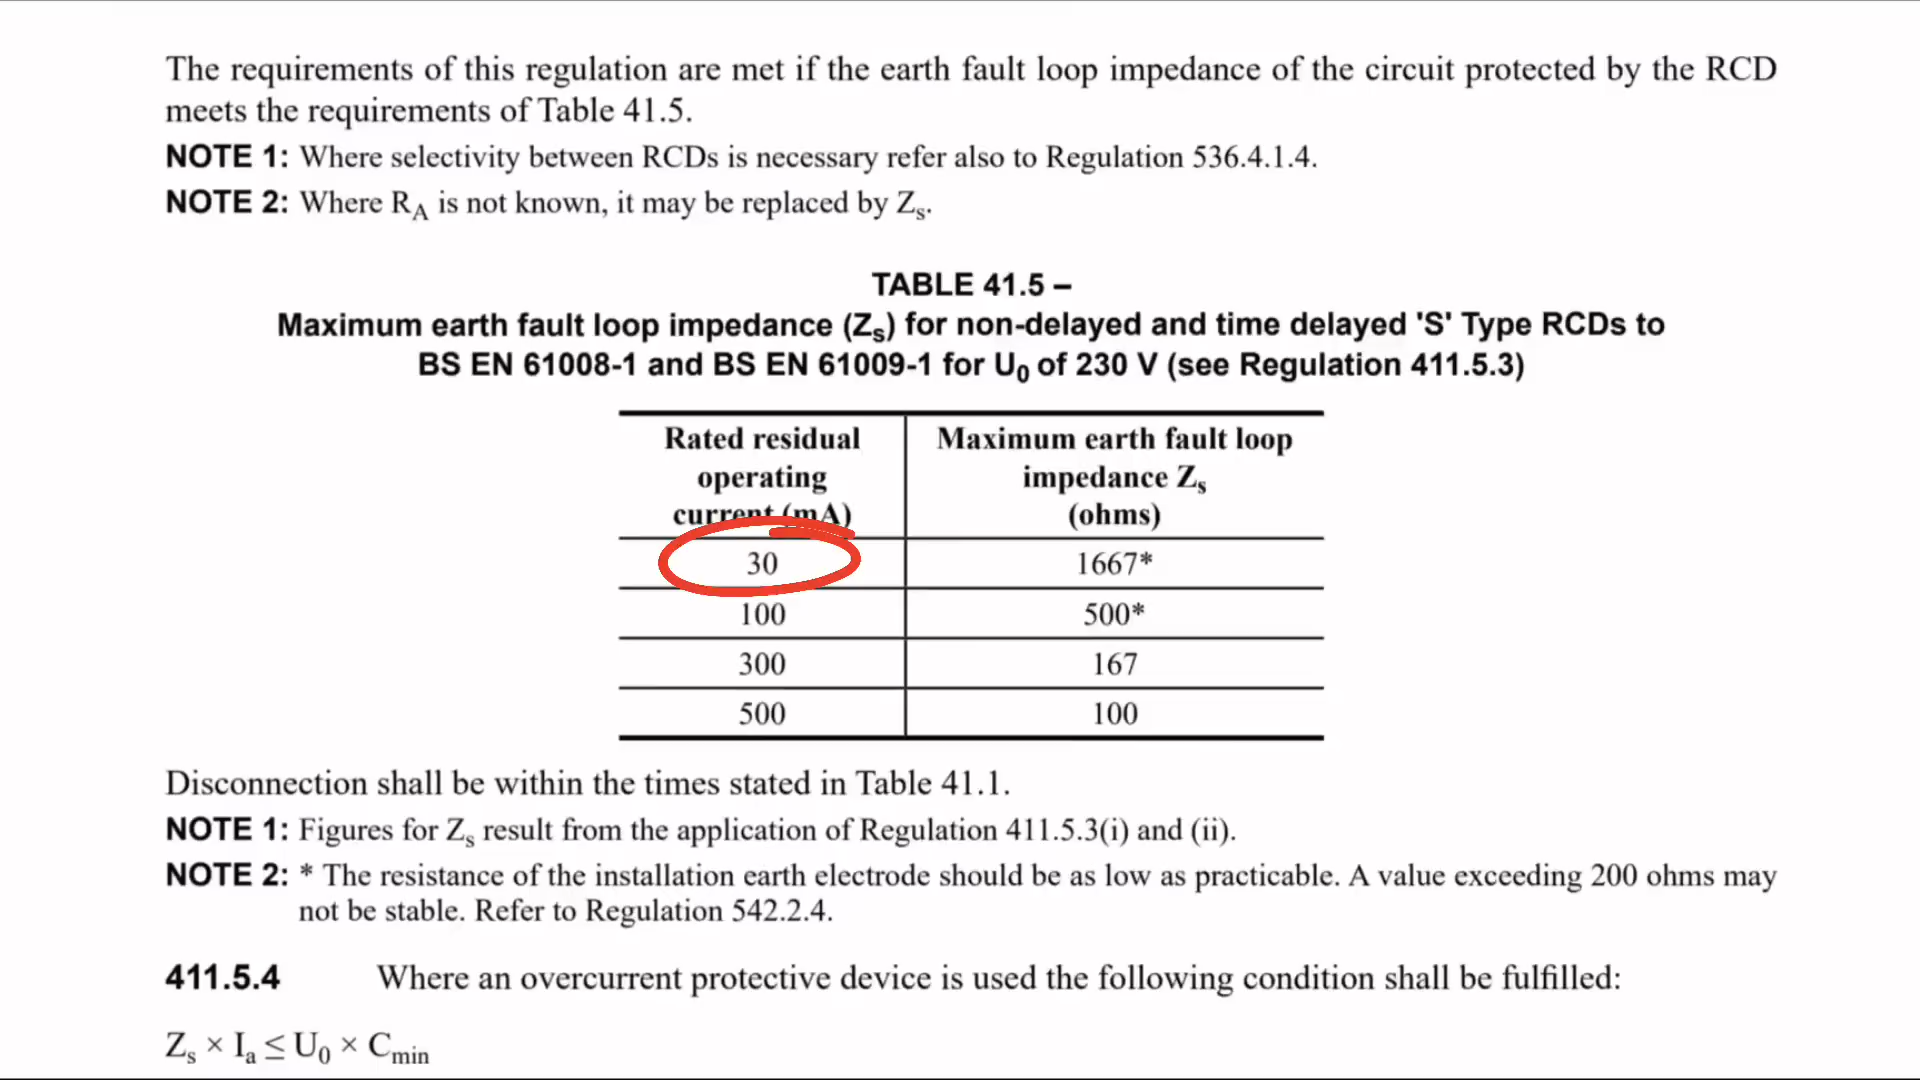 The requirements of this regulation are met if the earth fault loop impedance of the circuit protected by the RCD
meets the requirements of Table 41.5.
NOTE 1: Where selectivity between RCDs is necessary refer also to Regulation 536.4.1.4.
NOTE 2: Where RA is not known, it may be replaced by Zs.
TABLE 41.5 –
Maximum earth fault loop impedance (Zs) for non-delayed and time delayed 'S' Type RCDs to
BS EN 61008-1 and BS EN 61009-1 for U0 of 230 V (see Regulation 411.5.3)
Rated residual
operating
current (mA)
Maximum earth fault loop
impedance Zs
(ohms)
30 1667*
100 500*
300 167
500 100
Disconnection shall be within the times stated in Table 41.1.
NOTE 1: Figures for Zs result from the application of Regulation 411.5.3(i) and (ii).
NOTE 2: * The resistance of the installation earth electrode should be as low as practicable. A value exceeding 200 ohms may
not be stable. Refer to Regulation 542.2.4.
411.5.4 Where an overcurrent protective device is used the following condition shall be fulfilled:
Zs × Ia ≤ U0 × Cmin